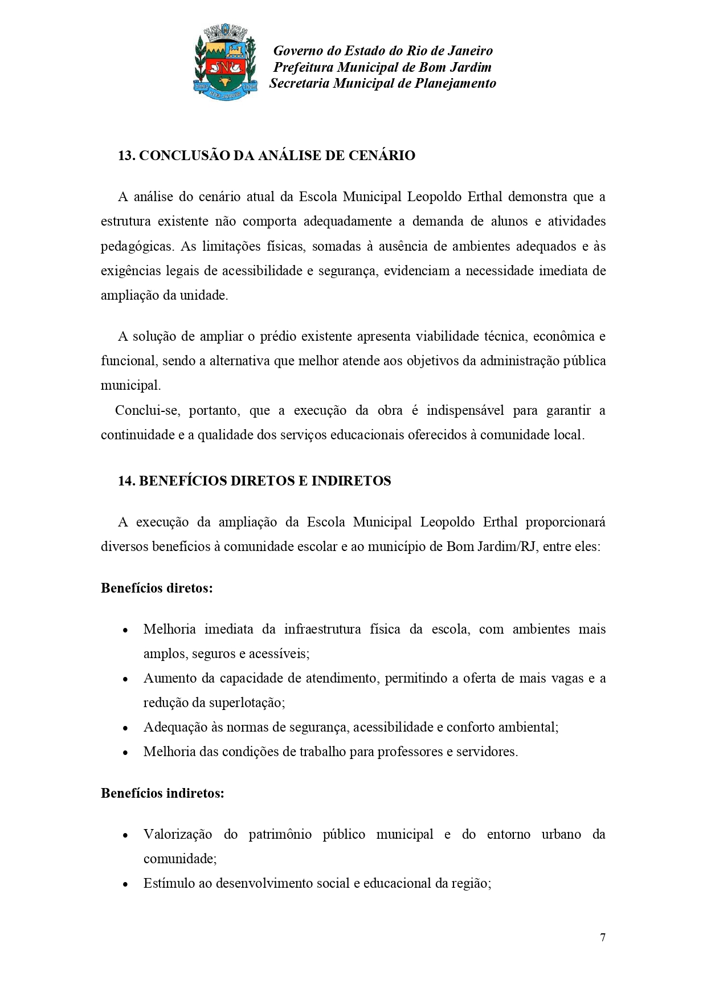 Governo do Estado do Rio de Janeiro
Prefeitura Municipal de Bom Jardim
Secretaria Municipal de Planejamento
1893 BOM JARDIM
13. CONCLUSÃO DA ANÁLISE DE CENÁRIO
A análise do cenário atual da Escola Municipal Leopoldo Erthal demonstra que a
estrutura existente não comporta adequadamente a demanda de alunos e atividades
pedagógicas. As limitações físicas, somadas à ausência de ambientes adequados e às
exigências legais de acessibilidade e segurança, evidenciam a necessidade imediata de
ampliação da unidade.
A solução de ampliar o prédio existente apresenta viabilidade técnica, econômica e
funcional, sendo a alternativa que melhor atende aos objetivos da administração pública
municipal.
Conclui-se, portanto, que a execução da obra é indispensável para garantir a
continuidade e a qualidade dos serviços educacionais oferecidos à comunidade local.
14. BENEFÍCIOS DIRETOS E INDIRETOS
A execução da ampliação da Escola Municipal Leopoldo Erthal proporcionará
diversos benefícios à comunidade escolar e ao município de Bom Jardim/RJ, entre eles:
Benefícios diretos:
• Melhoria imediata da infraestrutura física da escola, com ambientes mais
amplos, seguros e acessíveis;
• Aumento da capacidade de atendimento, permitindo a oferta de mais vagas e a
redução da superlotação;
• Adequação às normas de segurança, acessibilidade e conforto ambiental;
• Melhoria das condições de trabalho para professores e servidores.
Benefícios indiretos:
• Valorização do patrimônio público municipal e do entorno urbano da
comunidade;
• Estímulo ao desenvolvimento social e educacional da região;
7